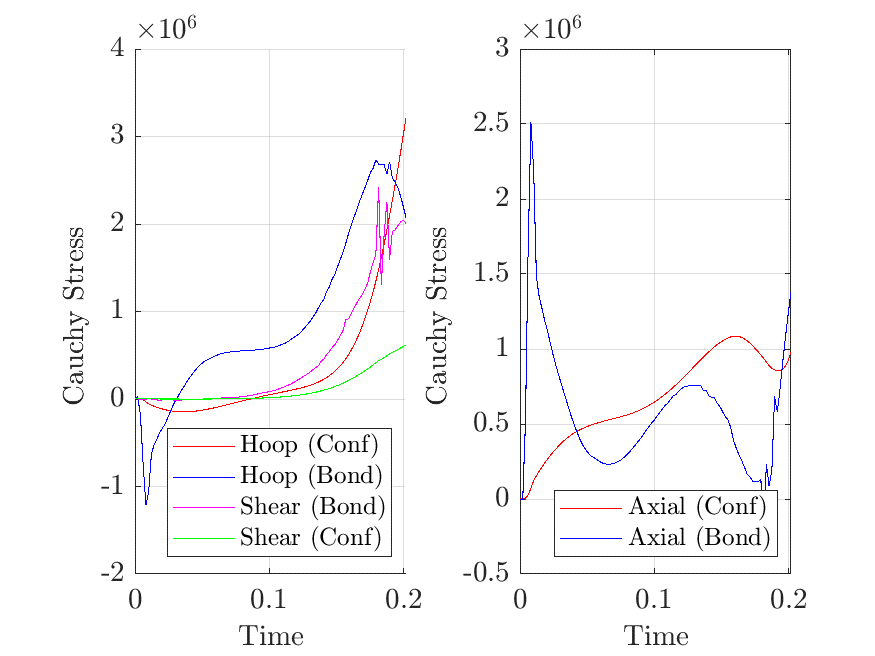 ×10^6
4
3
2
1
0
-1
-2
Cauchy Stress
0
0.1
0.2
Time
Hoop (Conf)
Hoop (Bond)
Shear (Bond)
Shear (Conf)
×10^6
3
2.5
2
1.5
1
0.5
0
-0.5
Cauchy Stress
0
0.1
0.2
Time
Axial (Conf)
Axial (Bond)